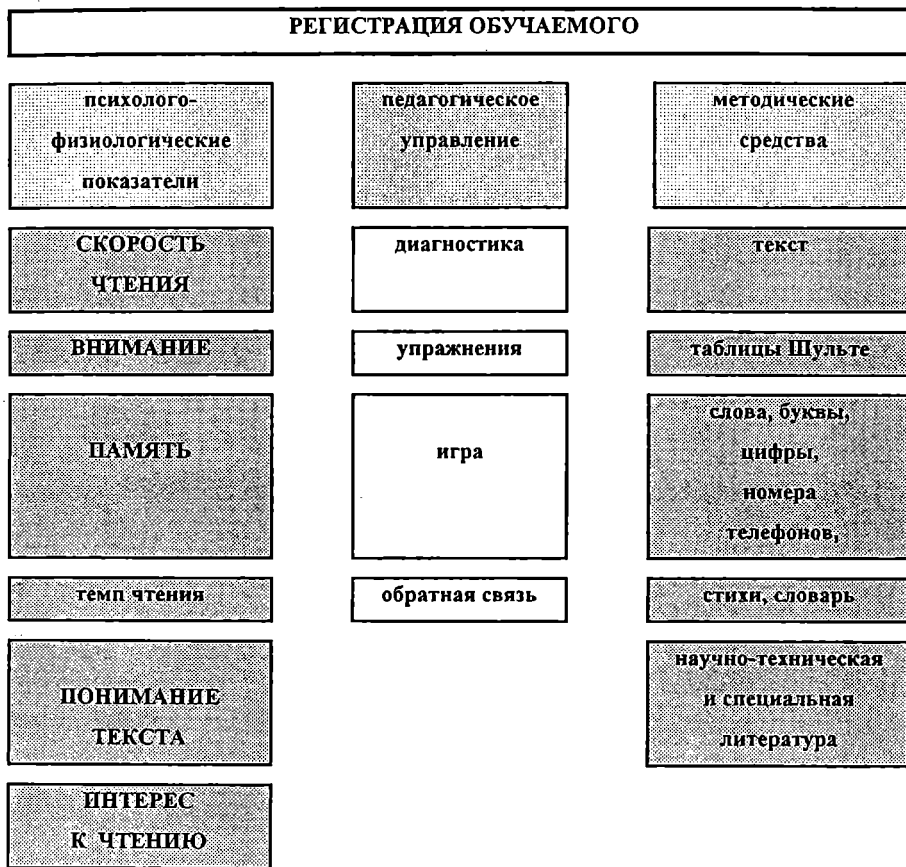 РЕГИСТРАЦИЯ ОБУЧАЕМОГО
психолого-
физиологические
показатели
педагогическое
управление
методические
средства
СКОРОСТЬ
ЧТЕНИЯ
диагностика
текст
ВНИМАНИЕ
упражнения
таблицы Шульте
ПАМЯТЬ
игра
слова, буквы,
цифры,
номера
телефонов,
темп чтения
обратная связь
стихи, словарь
ПОНИМАНИЕ
ТЕКСТА
научно-техническая
и специальная
литература
ИНТЕРЕС
К ЧТЕНИЮ